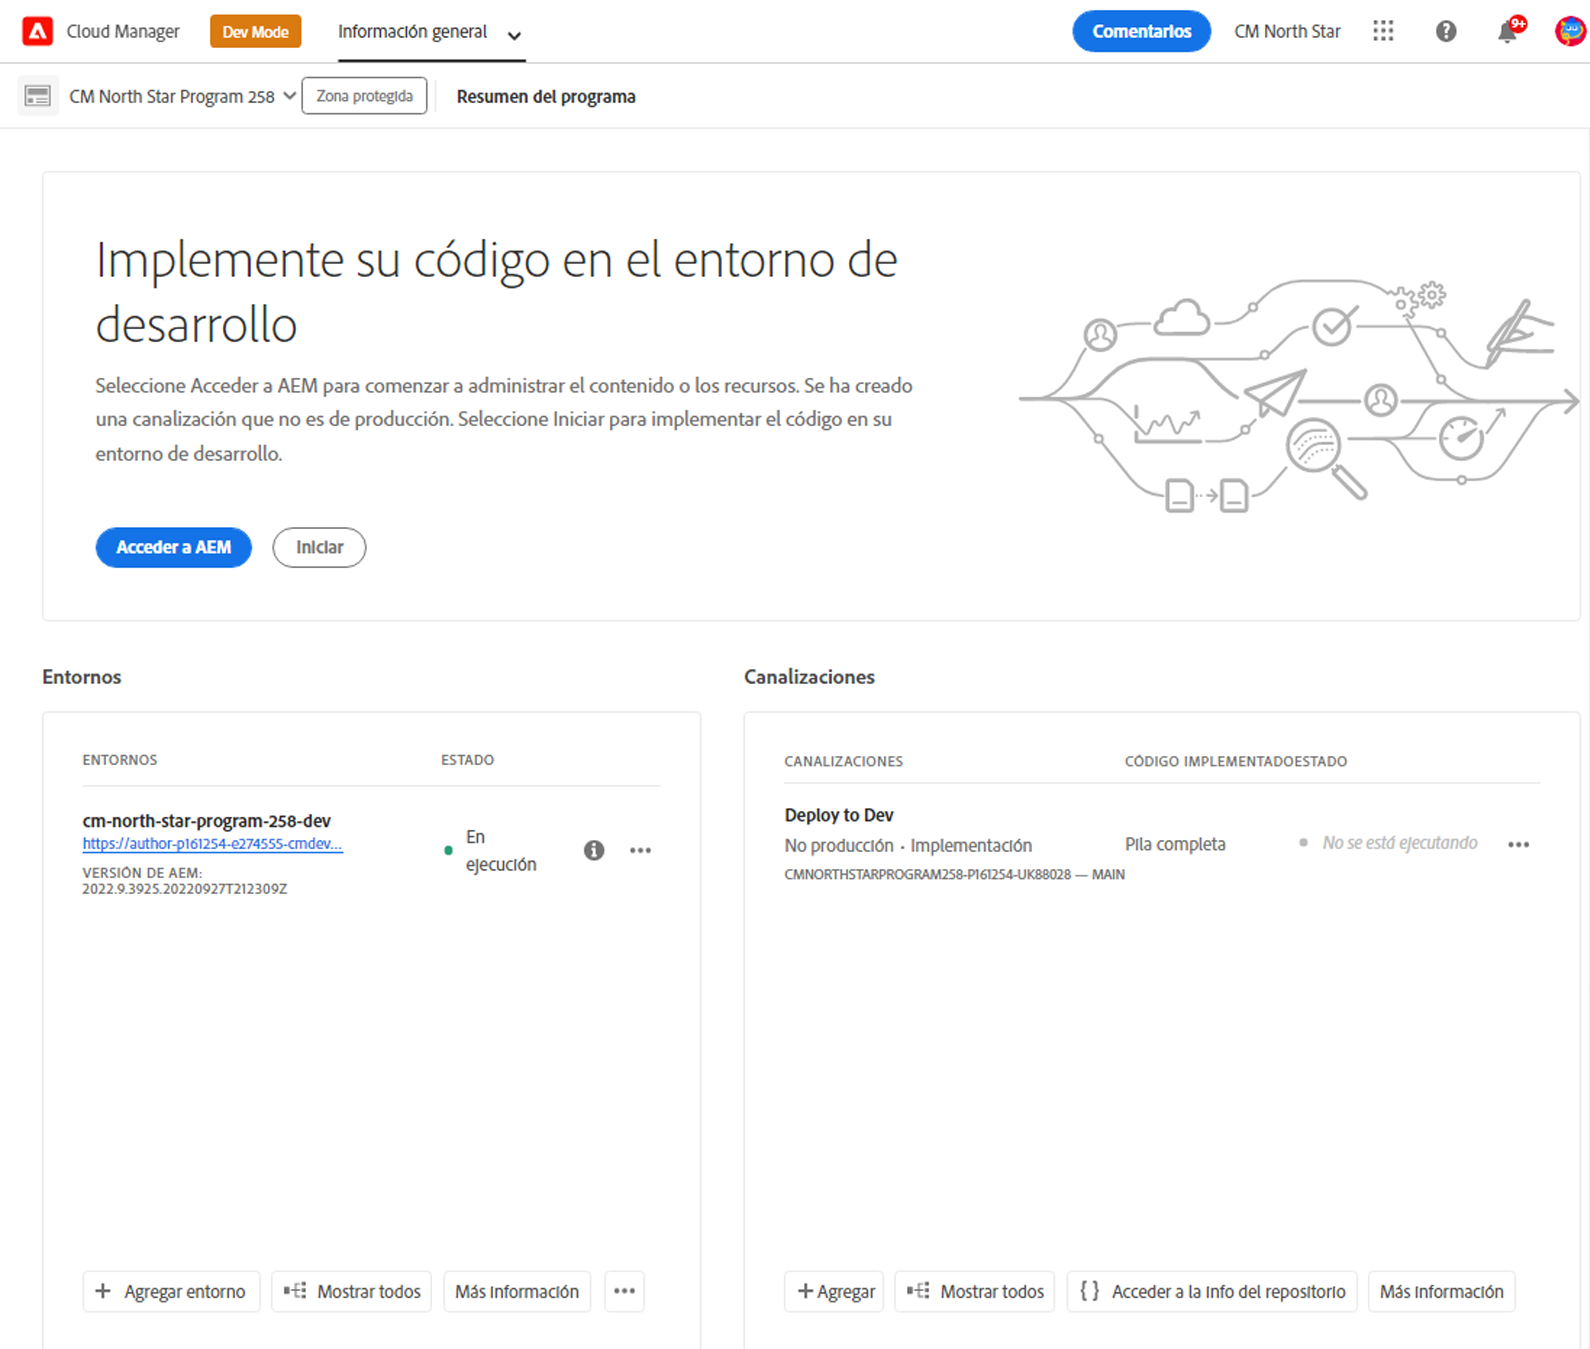 Cloud Manager
Dev Mode
Información general
Comentarios
CM North Star
9+
CM North Star Program 258
Zona protegida
Resumen del programa
Implemente su código en el entorno de
desarrollo
Seleccione Acceder a AEM para comenzar a administrar el contenido o los recursos. Se ha creado
una canalización que no es de producción. Seleccione Iniciar para implementar el código en su
entorno de desarrollo.
Acceder a AEM
Iniciar
Entornos
ENTORNOS
ESTADO
cm-north-star-program-258-dev
https://author-p161254-e274555-cmdev...
VERSIÓN DE AEM:
2022.9.3925.20220927T212309Z
En
ejecución
Agregar entorno
Mostrar todos
Más información
Canalizaciones
CANALIZACIONES
CÓDIGO IMPLEMENTADOESTADO
Deploy to Dev
No producción · Implementación
CMNORTHSTARPROGRAM258-P161254-UK88028 — MAIN
Pila completa
No se está ejecutando
Agregar
Mostrar todos
Acceder a la info del repositorio
Más información